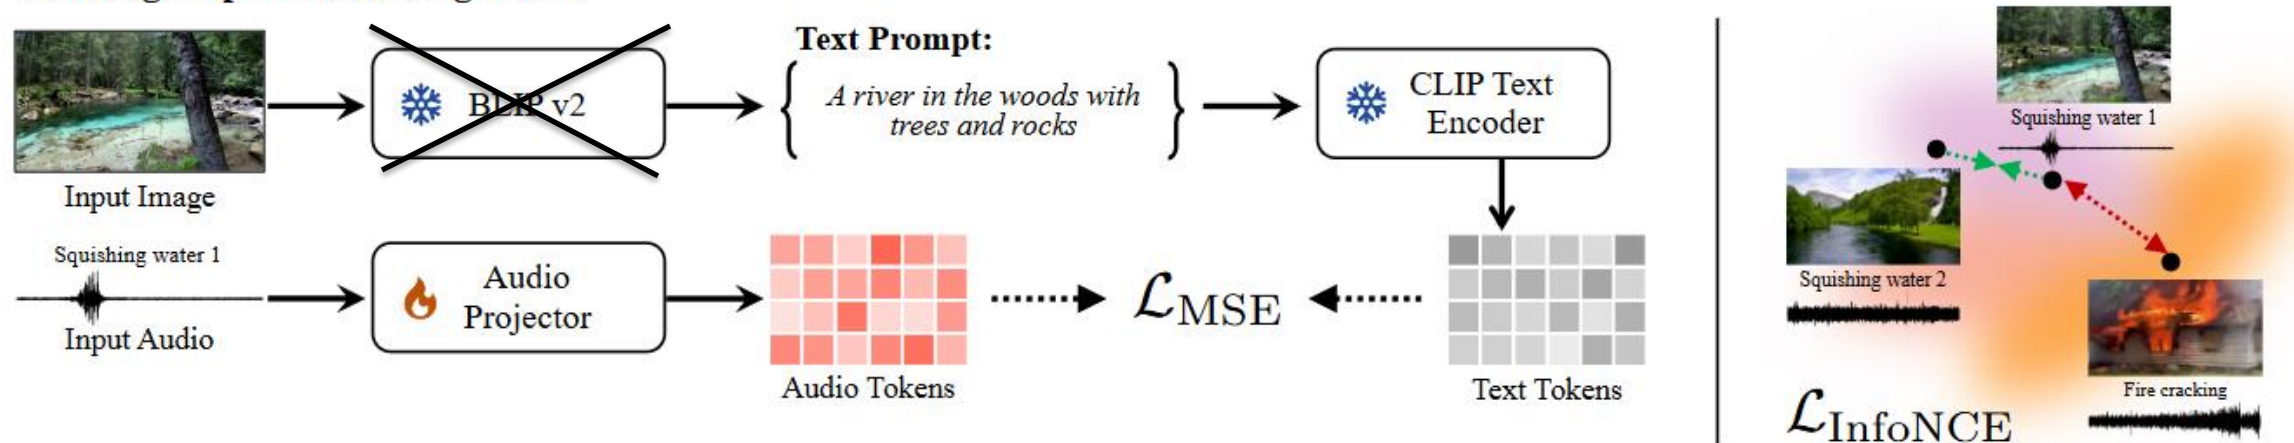 Text Prompt:
A river in the woods with
trees and rocks
BLIP v2
CLIP Text
Encoder
Input Image
Squishing water 1
Input Audio
Audio
Projector
Audio Tokens
ℒMSE
Text Tokens
Squishing water 1
Squishing water 2
Fire cracking
ℒInfoNCE